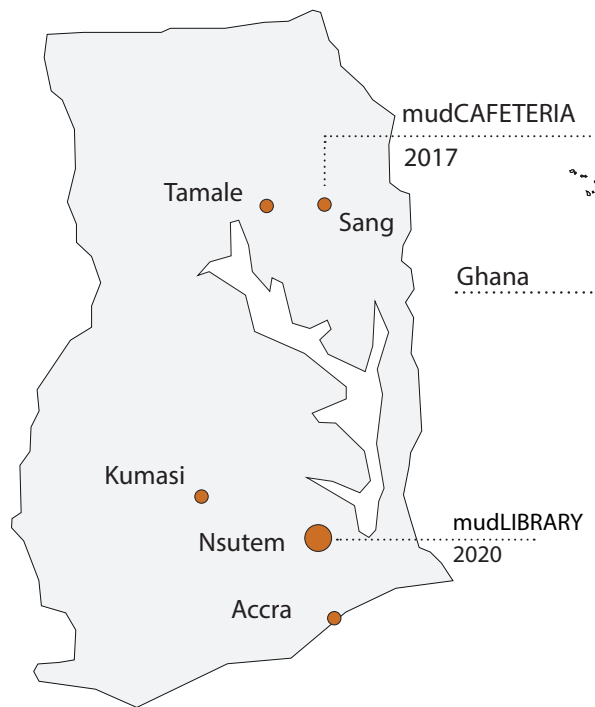 mudCAFETERIA
2017
Tamale
Sang
Ghana
Kumasi
mudLIBRARY
Nsutem
2020
Accra